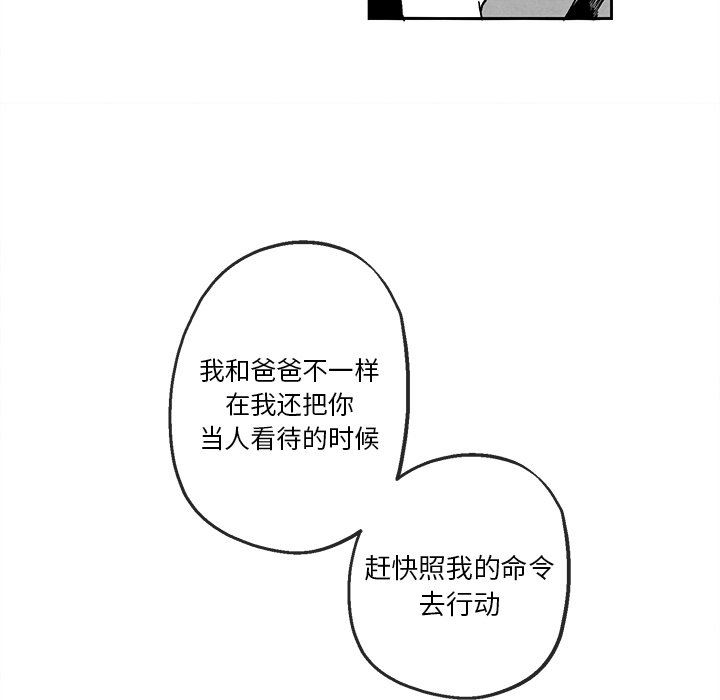 我和爸爸不一样
在我还把你
当人看待的时候
赶快照我的命令
去行动